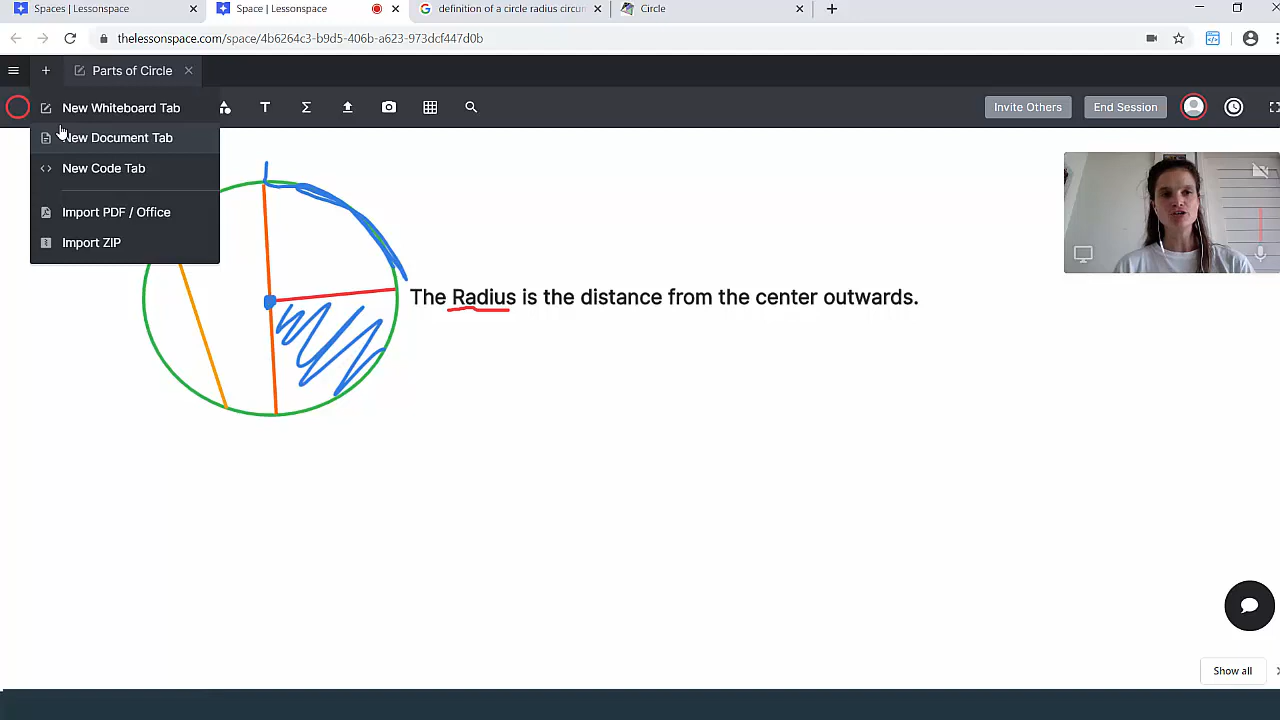 Spaces | Lessonspace
Space | Lessonspace
definition of a circle radius circun
Circle
thelessonspace.com/space/4b6264c3-b9d5-406b-a623-973dcf447d0b
Parts of Circle
New Whiteboard Tab
New Document Tab
New Code Tab
Import PDF / Office
Import ZIP
T
Σ
Invite Others
End Session
The Radius is the distance from the center outwards.
Show all